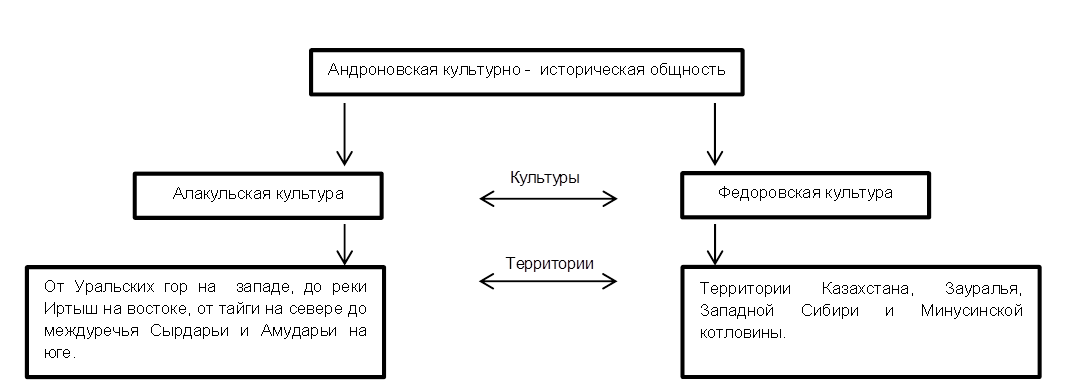 Андроновская культурно - историческая общность
Алакульская культура
Культуры
Федоровская культура
Территории
От Уральских гор на западе, до реки
Иртыш на востоке, от тайги на севере до
междуречья Сырдарьи и Амударьи на
юге.
Территории Казахстана, Зауралья,
Западной Сибири и Минусинской
котловины.